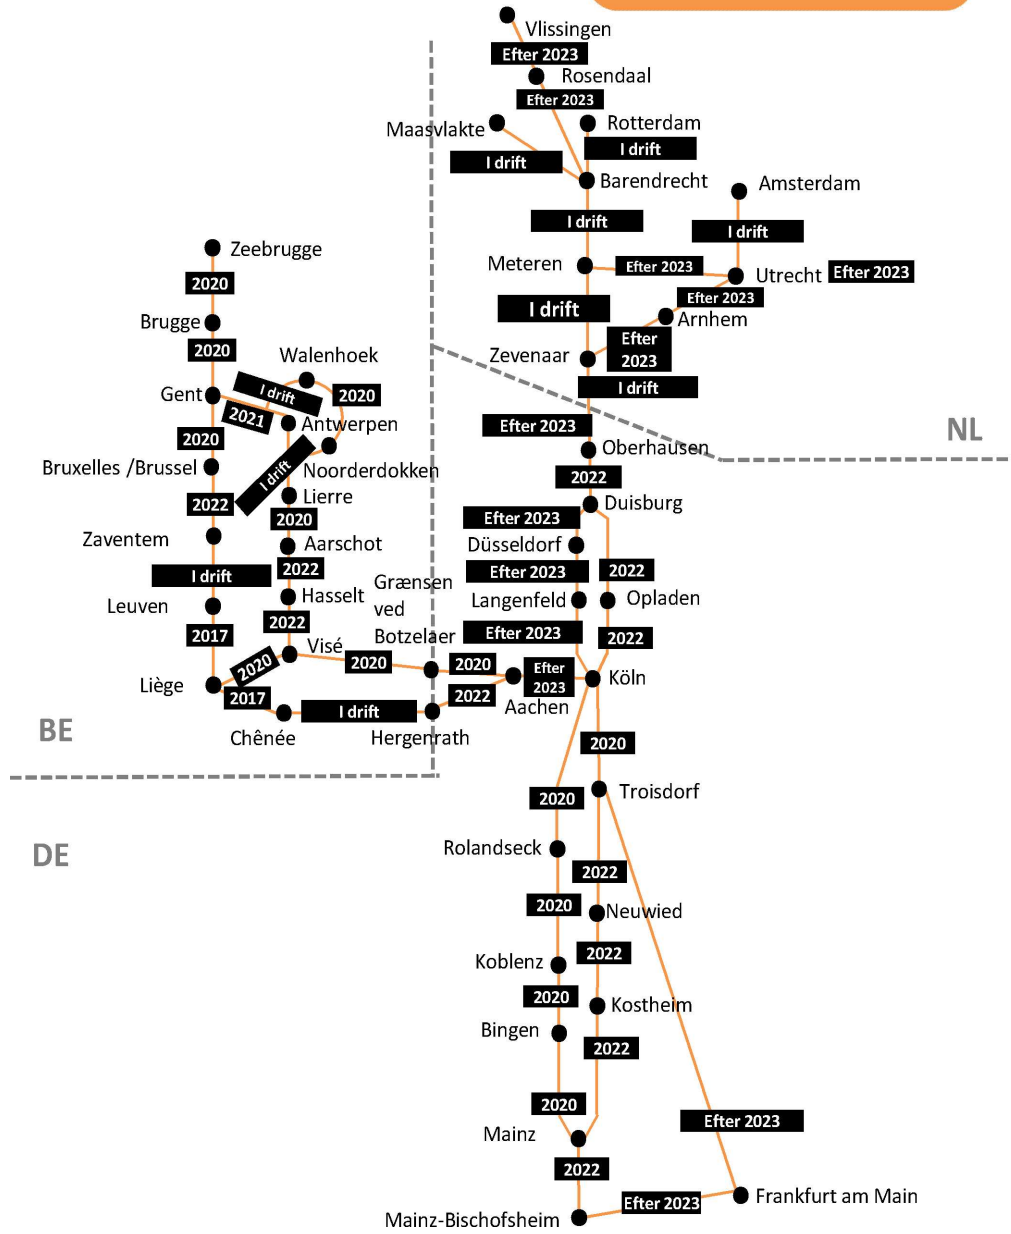 Vlissingen
Efter 2023
Rosendaal
Efter 2023
Maasvlakte
Rotterdam
I drift
I drift
Barendrecht
Amsterdam
I drift
I drift
Zeebrugge
Meteren
Efter 2023
Utrecht
Efter 2023
2020
I drift
Efter 2023
Brugge
Arnhem
2020
Walenhoek
Zevenaar
Efter
2023
Gent
I drift
2020
I drift
2021
Antwerpen
Efter 2023
NL
2020
Oberhausen
Bruxelles /Brussel
I drift
Noorderdokken
2022
2022
Lierre
Duisburg
2020
Efter 2023
Zaventem
Aarschot
Düsseldorf
I drift
2022
Efter 2023
2022
Leuven
Hasselt
Grænsen
ved
Botzelaer
Langenfeld
Opladen
2017
2022
Efter 2023
2022
Visé
2020
2020
2020
Efter
2023
Köln
Liège
2017
2022
Aachen
I drift
Chênée
Hergenrath
BE
2020
Troisdorf
2020
DE
Rolandseck
2022
2020
Neuwied
2022
Koblenz
2020
Kostheim
Bingen
2022
2020
Efter 2023
Mainz
2022
Efter 2023
Frankfurt am Main
Mainz-Bischofsheim